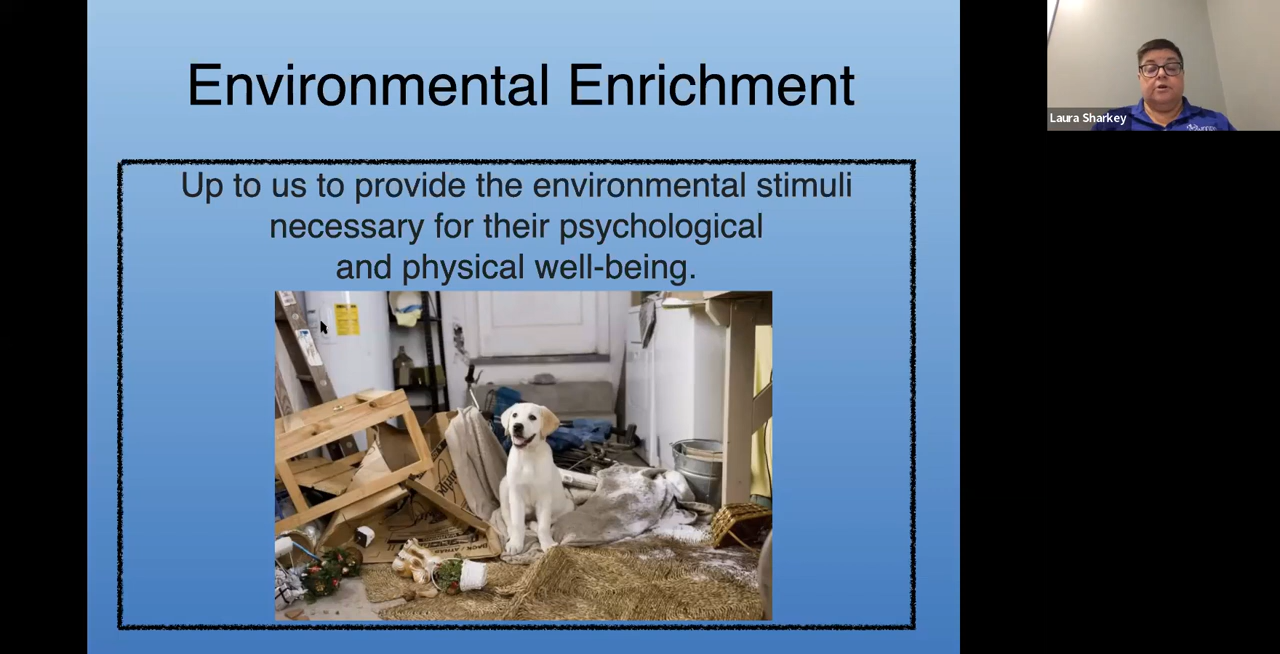 Environmental Enrichment
Up to us to provide the environmental stimuli
necessary for their psychological
and physical well-being.
Laura Sharkey